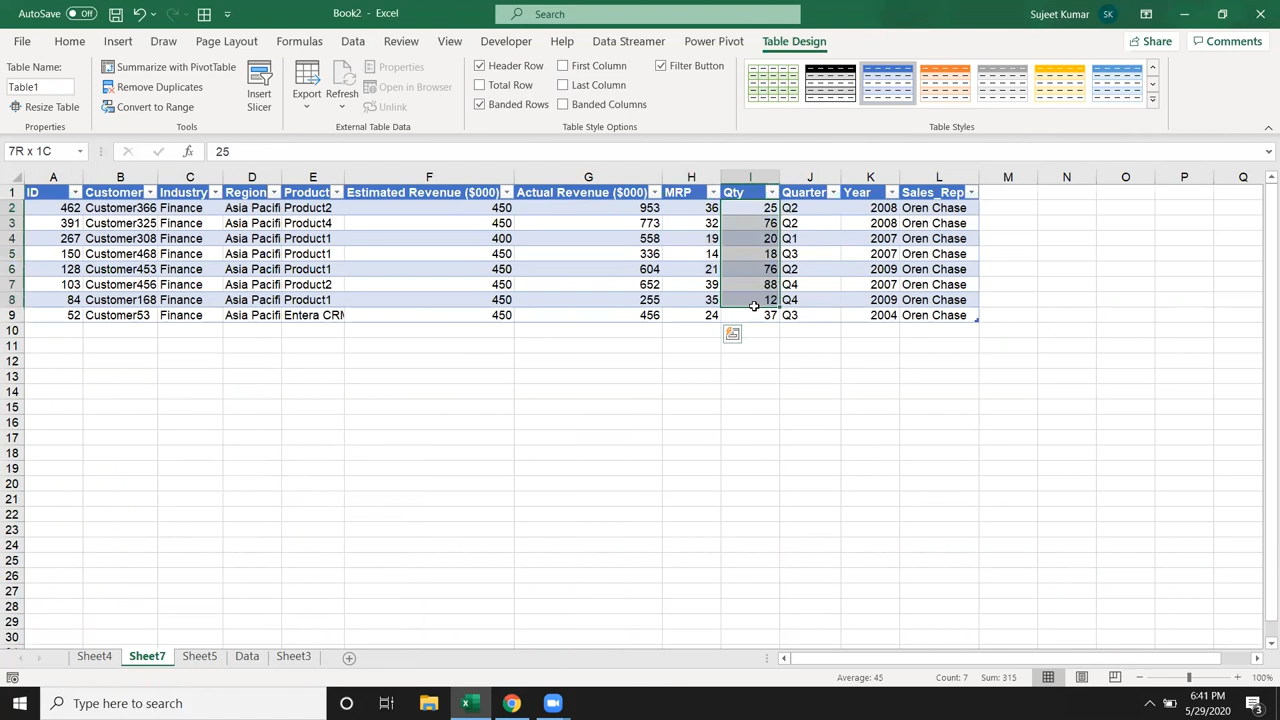 AutoSave Off Book2 - Excel Search Sujeet Kumar SK
File Home Insert Draw Page Layout Formulas Data Review View Developer Help Data Streamer Power Pivot Table Design Share Comments
Table Name: Table1 Resize Table Properties
Summarize with PivotTable Remove Duplicates Convert to Range Insert Slicer Tools
Export Refresh Properties Open in Browser Unlink External Table Data
Header Row First Column Filter Button
Total Row Last Column
Banded Rows Banded Columns
Table Style Options Table Styles
7R x 1C fx 25
A B C D E F G H I J K L M N O P Q
1 ID Customer Industry Region Product Estimated Revenue ($000) Actual Revenue ($000) MRP Qty Quarter Year Sales_Rep
2 462 Customer366 Finance Asia Pacifi Product2 450 953 36 25 Q2 2008 Oren Chase
3 391 Customer325 Finance Asia Pacifi Product4 450 773 32 76 Q2 2008 Oren Chase
4 267 Customer308 Finance Asia Pacifi Product1 400 558 19 20 Q1 2007 Oren Chase
5 150 Customer468 Finance Asia Pacifi Product1 450 336 14 18 Q3 2007 Oren Chase
6 128 Customer453 Finance Asia Pacifi Product1 450 604 21 76 Q2 2009 Oren Chase
7 103 Customer456 Finance Asia Pacifi Product2 450 652 39 88 Q4 2007 Oren Chase
8 84 Customer168 Finance Asia Pacifi Product1 450 255 35 12 Q4 2009 Oren Chase
9 52 Customer53 Finance Asia Pacifi Entera CRM 450 456 24 37 Q3 2004 Oren Chase
10
11
12
13
14
15
16
17
18
19
20
21
22
23
24
25
26
27
28
29
30
Sheet4 Sheet7 Sheet5 Data Sheet3
Average: 45 Count: 7 Sum: 315 100%
Type here to search 6:41 PM
5/29/2020 3